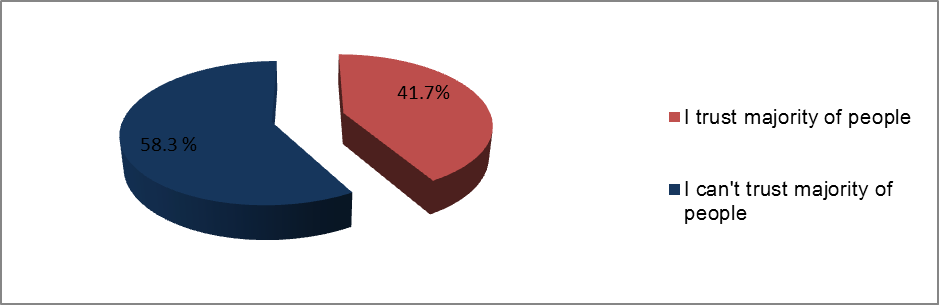 41.7%
58.3 %
I trust majority of people
I can't trust majority of
people